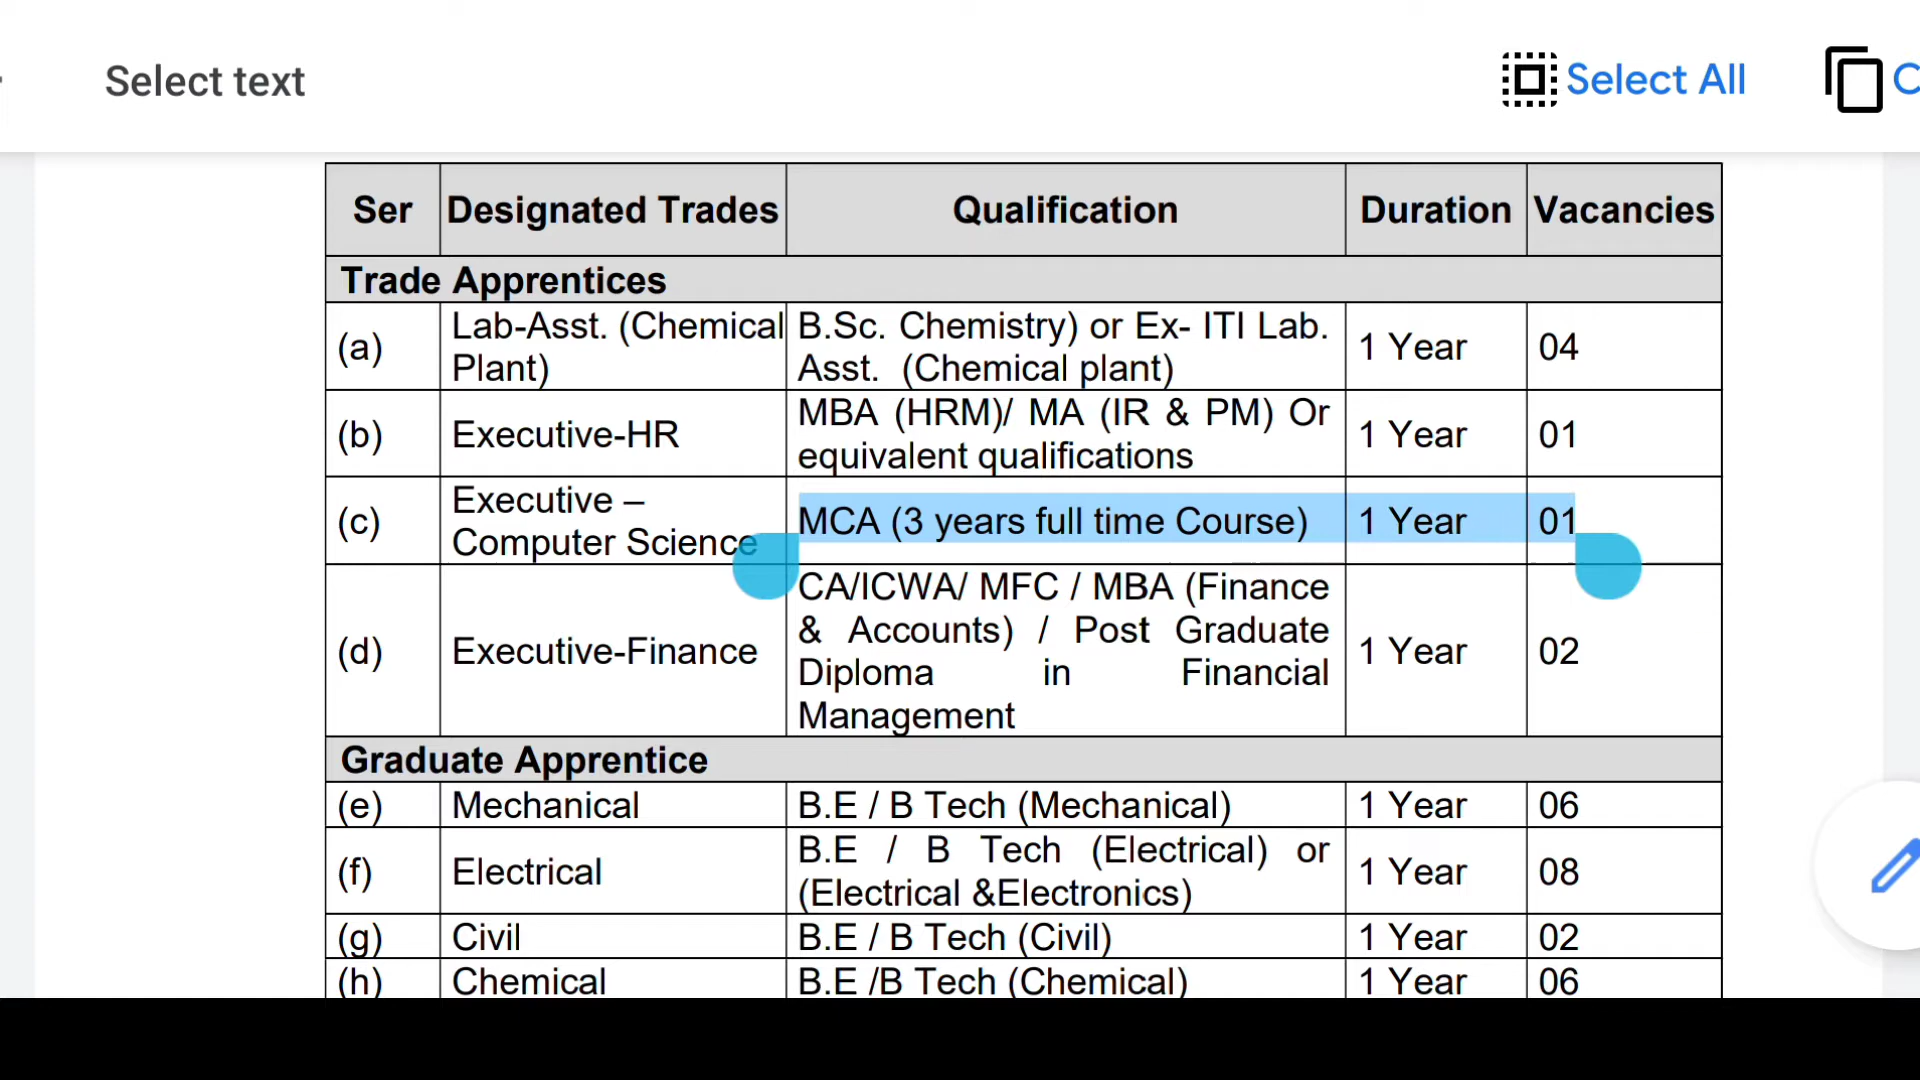 Select text
Select All
C
Ser Designated Trades Qualification Duration Vacancies
Trade Apprentices
(a) Lab-Asst. (Chemical Plant) B.Sc. Chemistry) or Ex- ITI Lab. Asst. (Chemical plant) 1 Year 04
(b) Executive-HR MBA (HRM)/ MA (IR & PM) Or equivalent qualifications 1 Year 01
(c) Executive – Computer Science MCA (3 years full time Course) 1 Year 01
(d) Executive-Finance CA/ICWA/ MFC / MBA (Finance & Accounts) / Post Graduate Diploma in Financial Management 1 Year 02
Graduate Apprentice
(e) Mechanical B.E / B Tech (Mechanical) 1 Year 06
(f) Electrical B.E / B Tech (Electrical) or (Electrical &Electronics) 1 Year 08
(g) Civil B.E / B Tech (Civil) 1 Year 02
(h) Chemical B.E /B Tech (Chemical) 1 Year 06